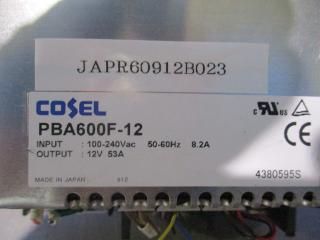 JAPR60912B023
COSEL
PBA600F-12
INPUT : 100-240Vac 50-60Hz 8.2A
OUTPUT : 12V 53A
MADE IN JAPAN
4380595S